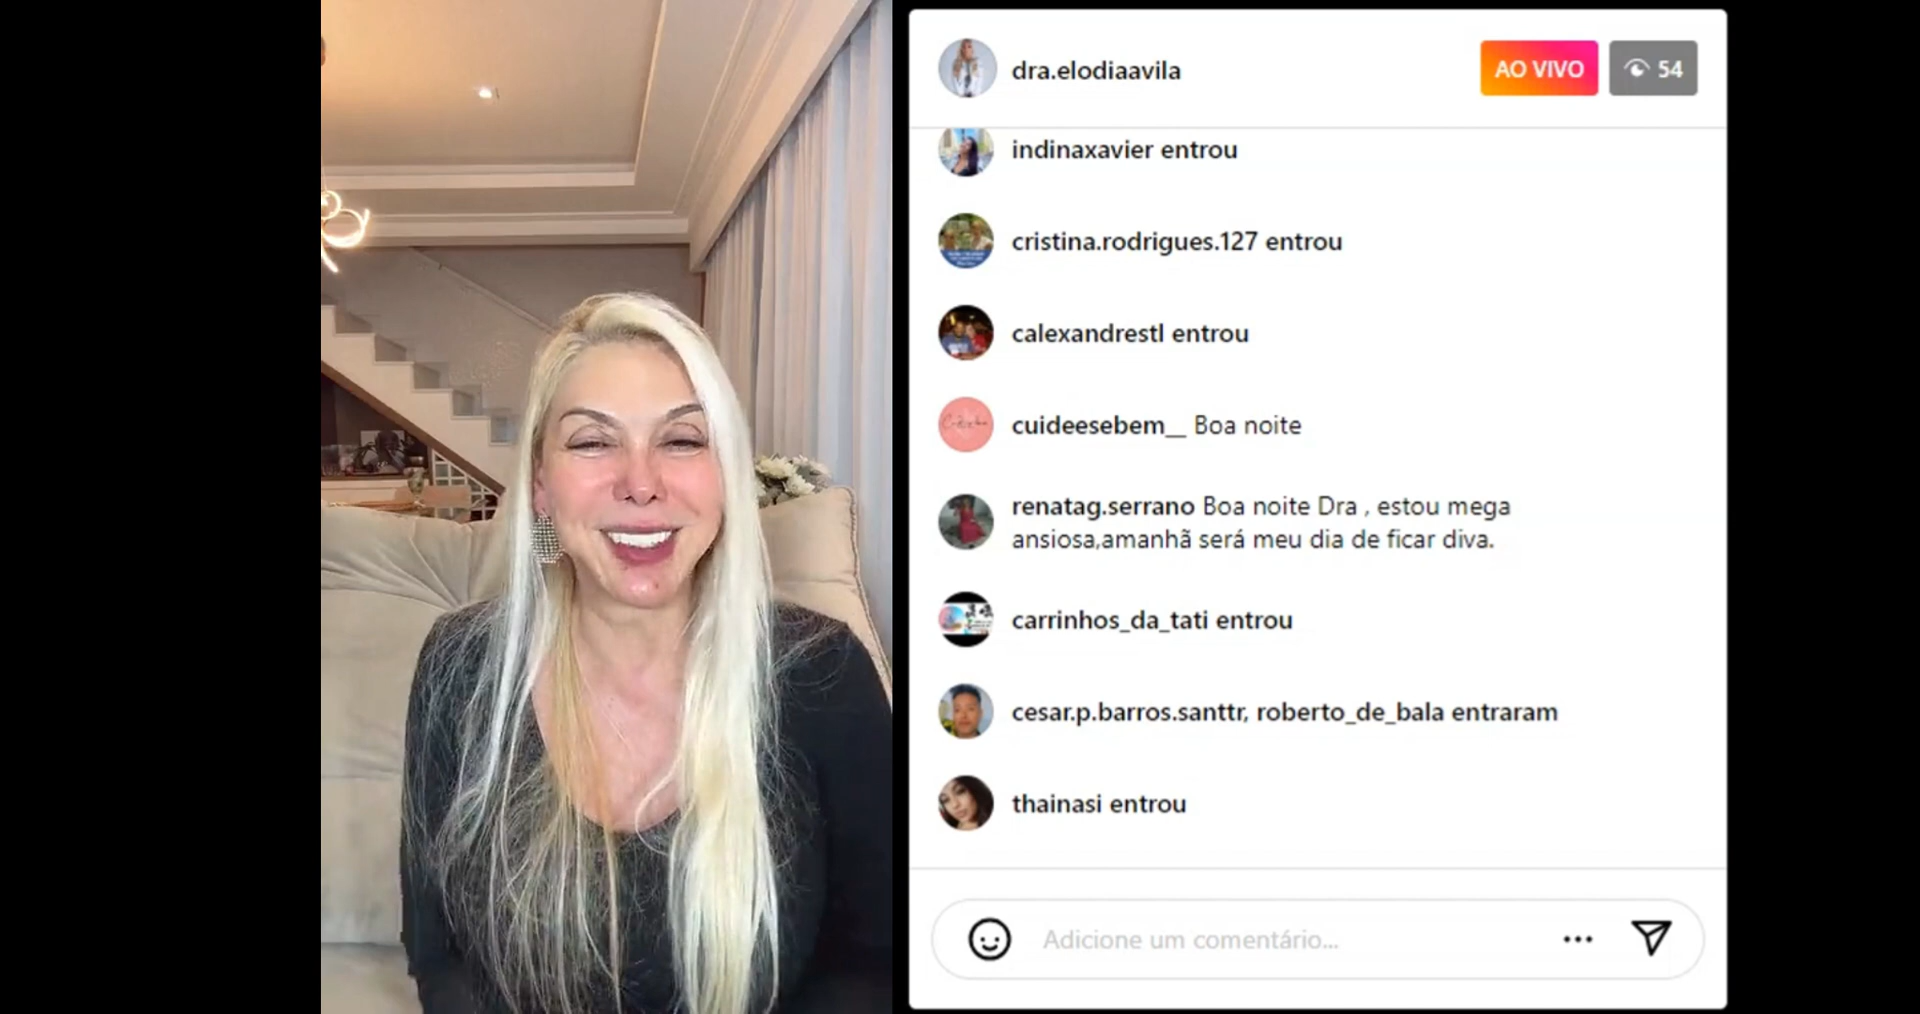 dra.elodiaavila
AO VIVO
54
indinaxavier entrou
cristina.rodrigues.127 entrou
calexandrestl entrou
cuideesebem__ Boa noite
renatag.serrano Boa noite Dra , estou mega
ansiosa,amanhã será meu dia de ficar diva.
carrinhos_da_tati entrou
cesar.p.barros.santtr, roberto_de_bala entraram
thainasi entrou
Adicione um comentário...